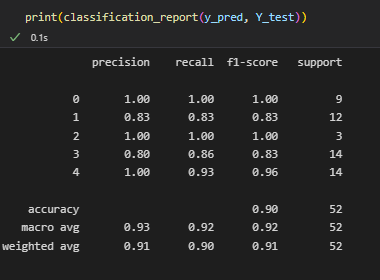 print(classification_report(y_pred, Y_test))
0.1s
precision recall f1-score support
0 1.00 1.00 1.00 9
1 0.83 0.83 0.83 12
2 1.00 1.00 1.00 3
3 0.80 0.86 0.83 14
4 1.00 0.93 0.96 14
accuracy 0.90 52
macro avg 0.93 0.92 0.92 52
weighted avg 0.91 0.90 0.91 52